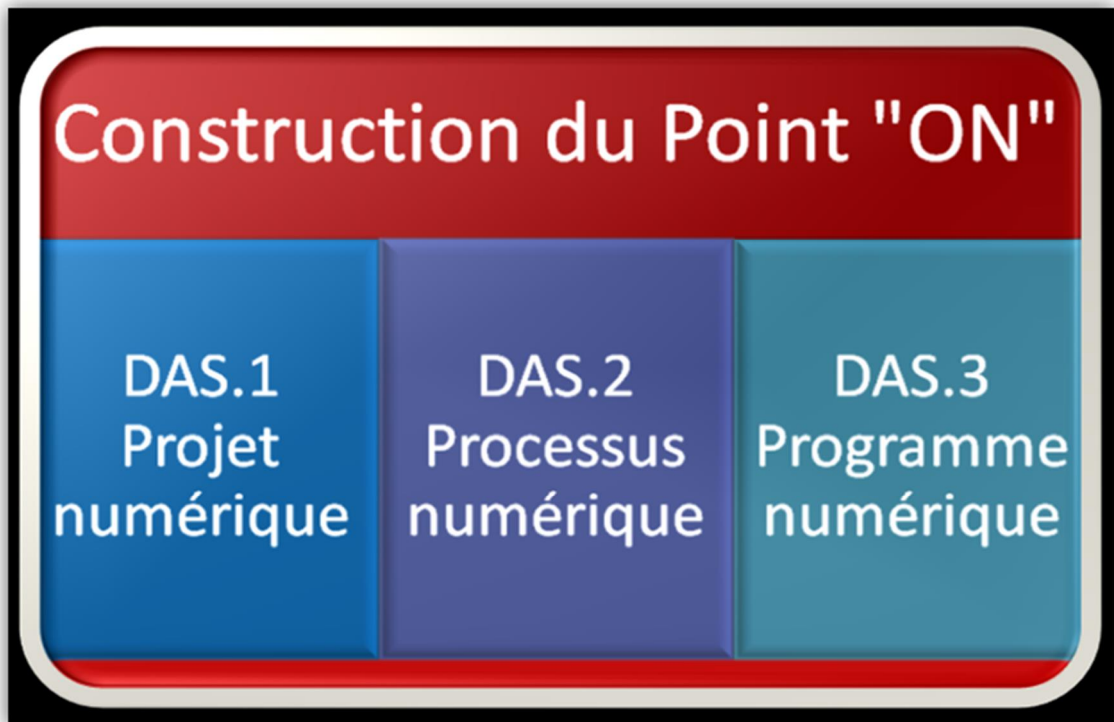 Construction du Point "ON"
DAS.1
Projet
numérique
DAS.2
Processus
numérique
DAS.3
Programme
numérique